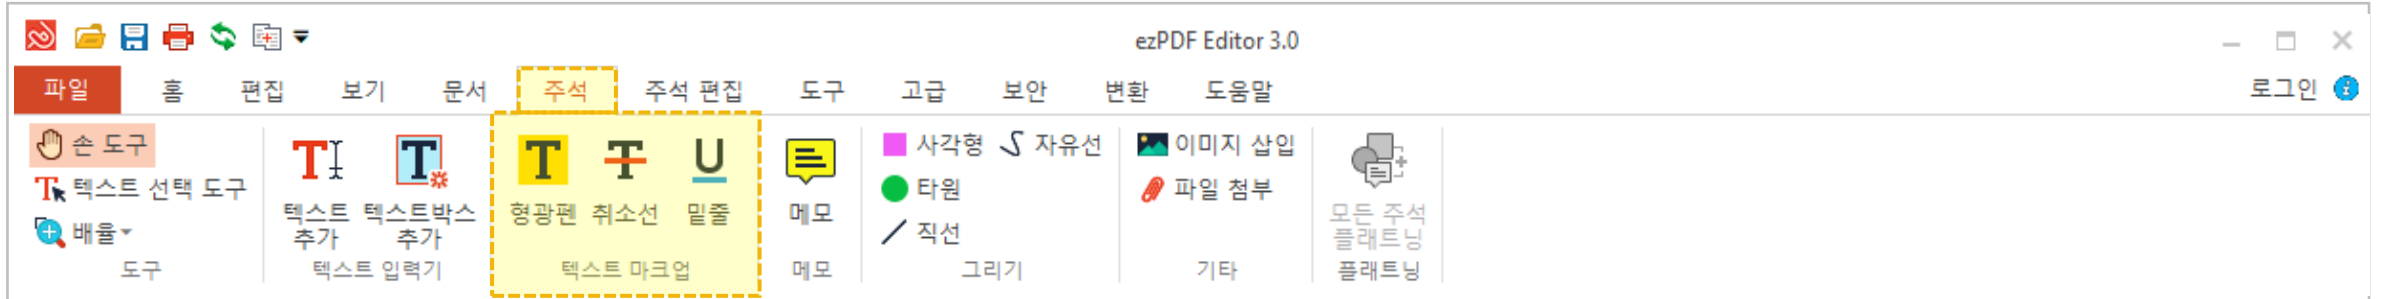 ezPDF Editor 3.0
파일 홈 편집 보기 문서 주석 주석 편집 도구 고급 보안 변환 도움말 로그인
손 도구
텍스트 선택 도구
배율
도구
텍스트 추가
텍스트박스 추가
텍스트 입력기
형광펜 취소선 밑줄
텍스트 마크업
메모
메모
사각형 자유선
타원
직선
그리기
이미지 삽입
파일 첨부
기타
모든 주석
플래트닝
플래트닝